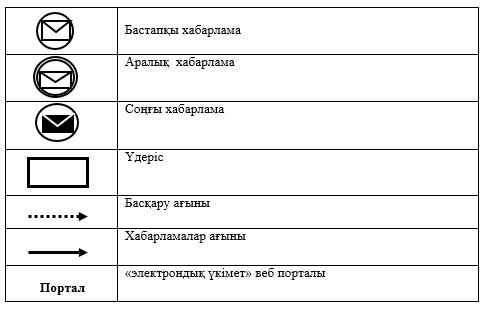 Бастапқы хабарлама
Аралық хабарлама
Соңғы хабарлама
Үдеріс
Басқару ағыны
Хабарламалар ағыны
Портал
«электрондық үкімет» веб порталы